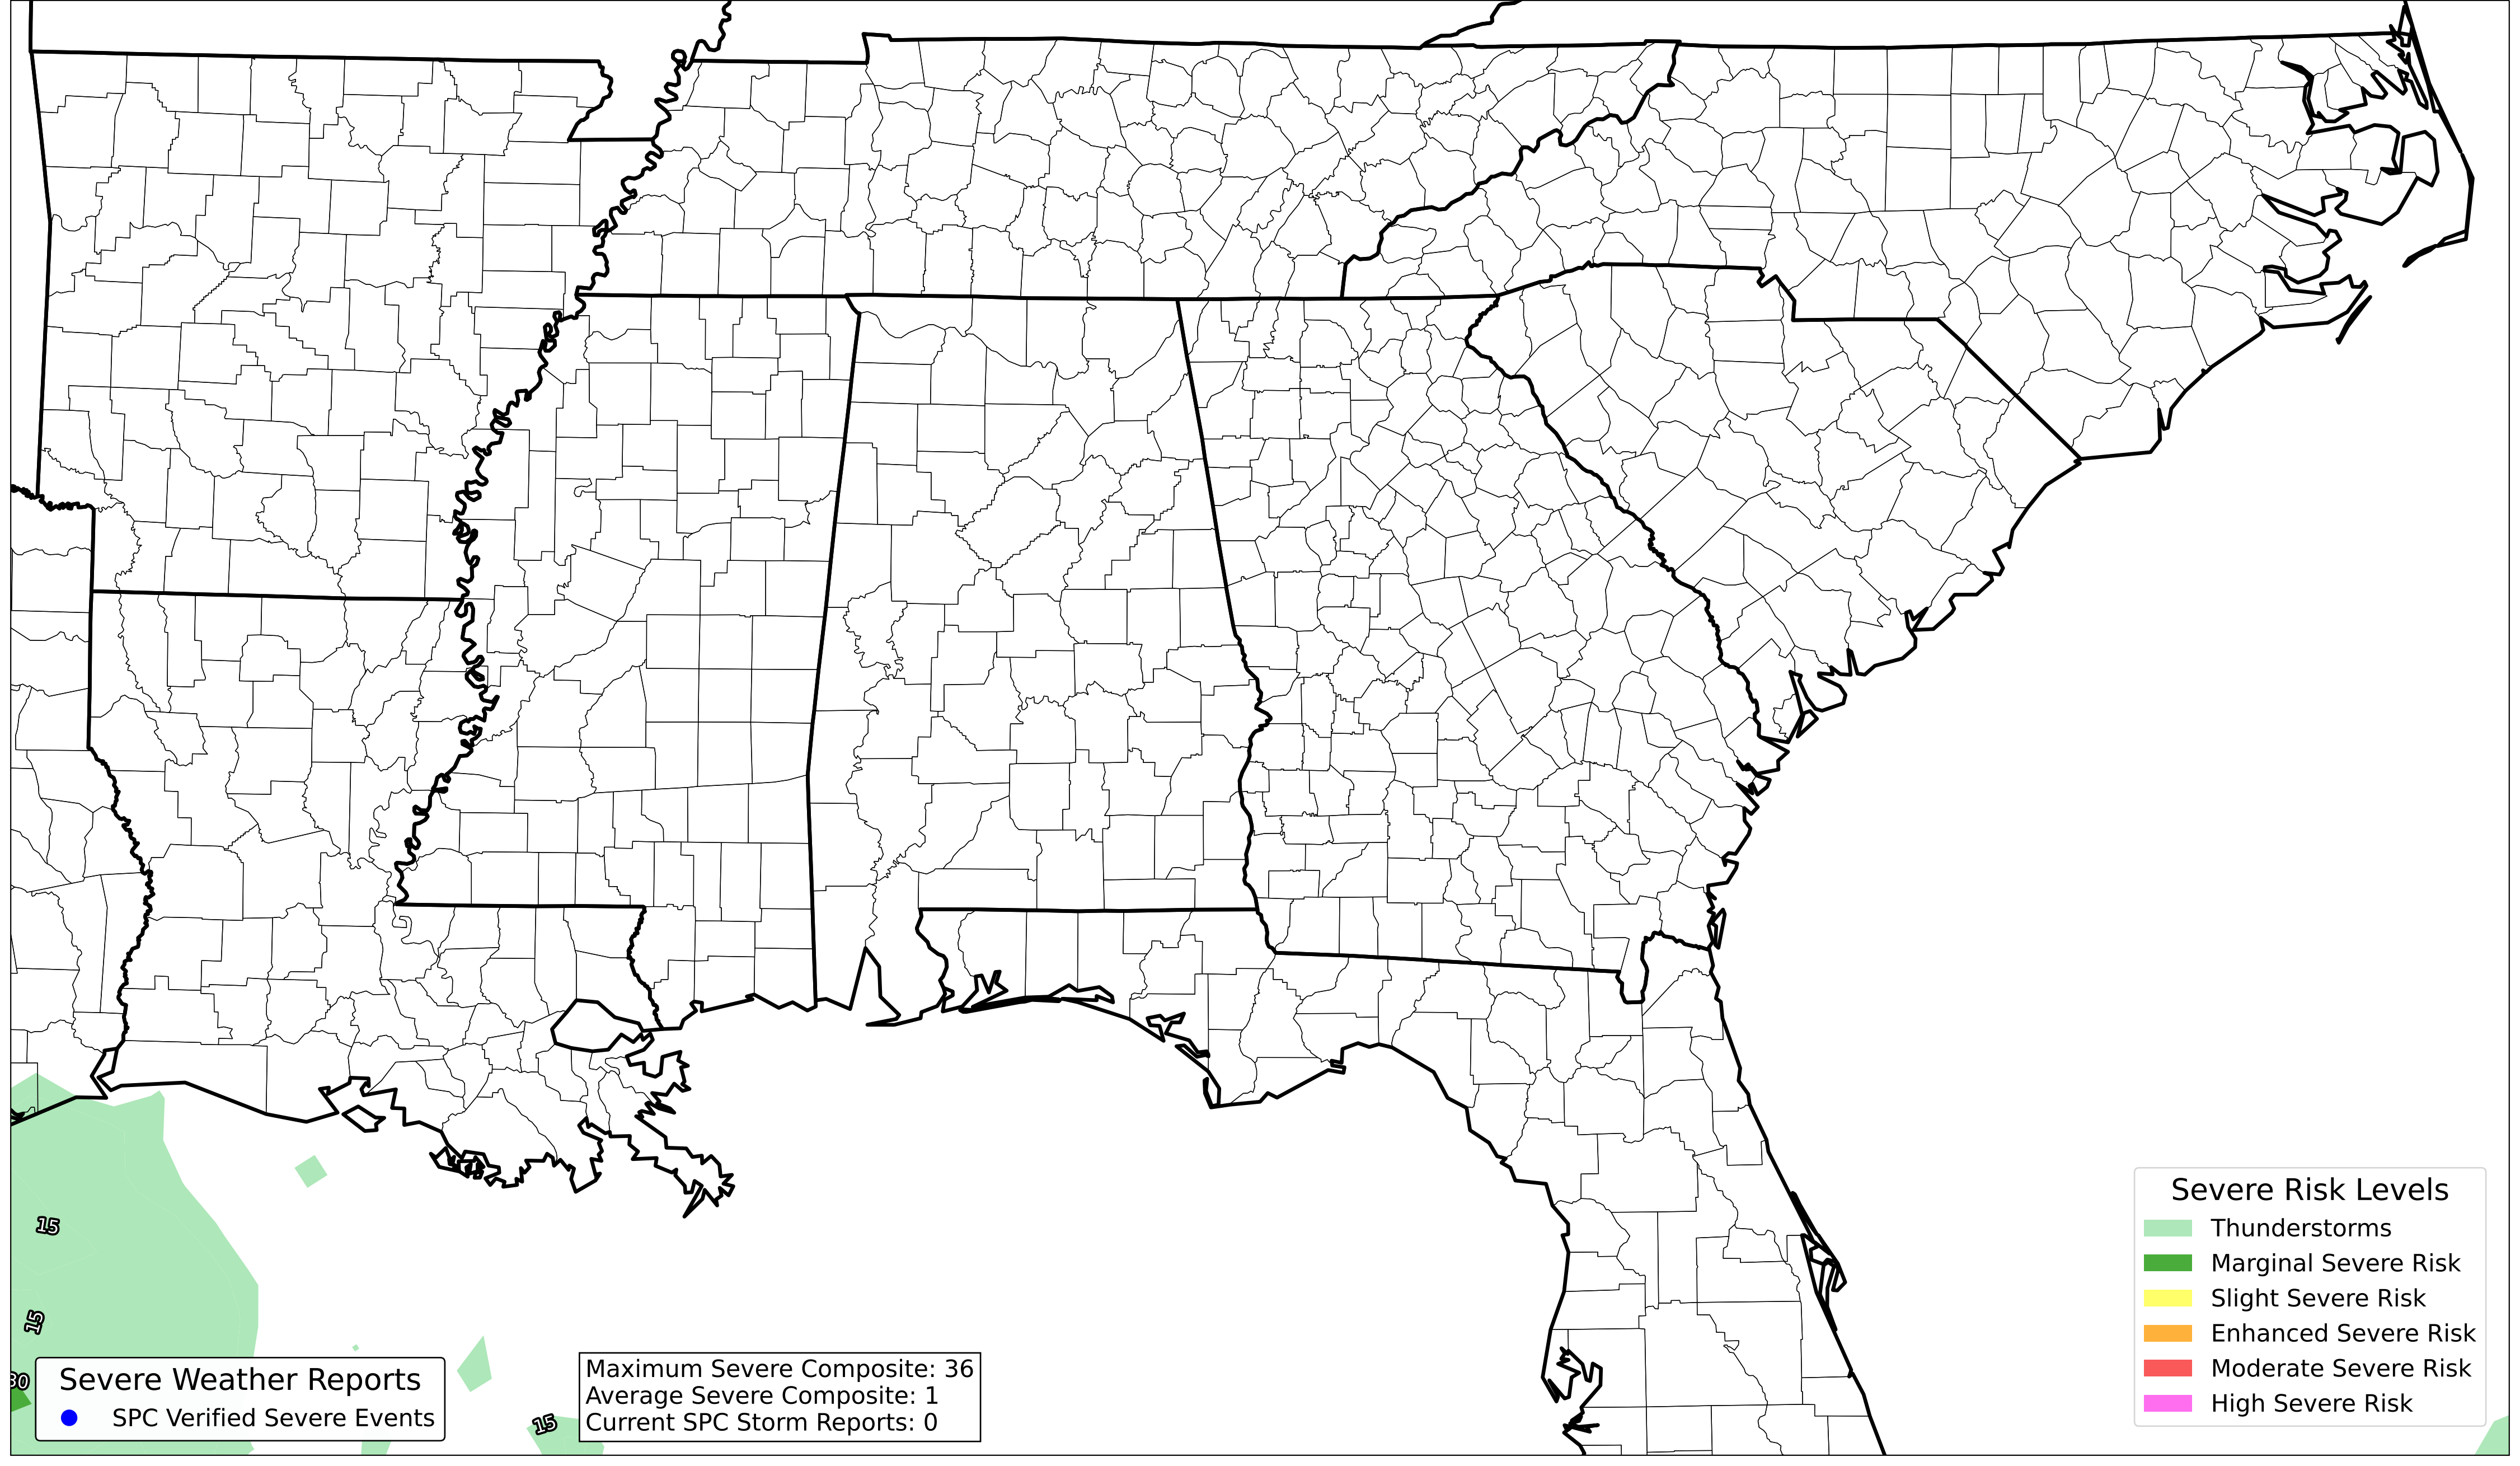 15
15
30
15
Severe Weather Reports
SPC Verified Severe Events
Maximum Severe Composite: 36
Average Severe Composite: 1
Current SPC Storm Reports: 0
Severe Risk Levels
Thunderstorms
Marginal Severe Risk
Slight Severe Risk
Enhanced Severe Risk
Moderate Severe Risk
High Severe Risk